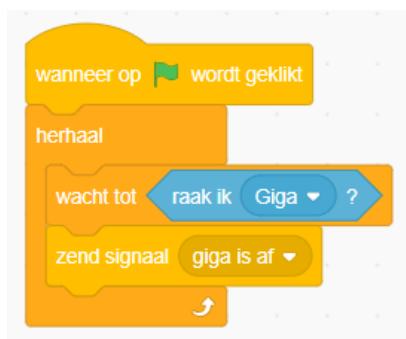 wanneer op wordt geklikt
herhaal
wacht tot raak ik Giga ?
zend signaal giga is af